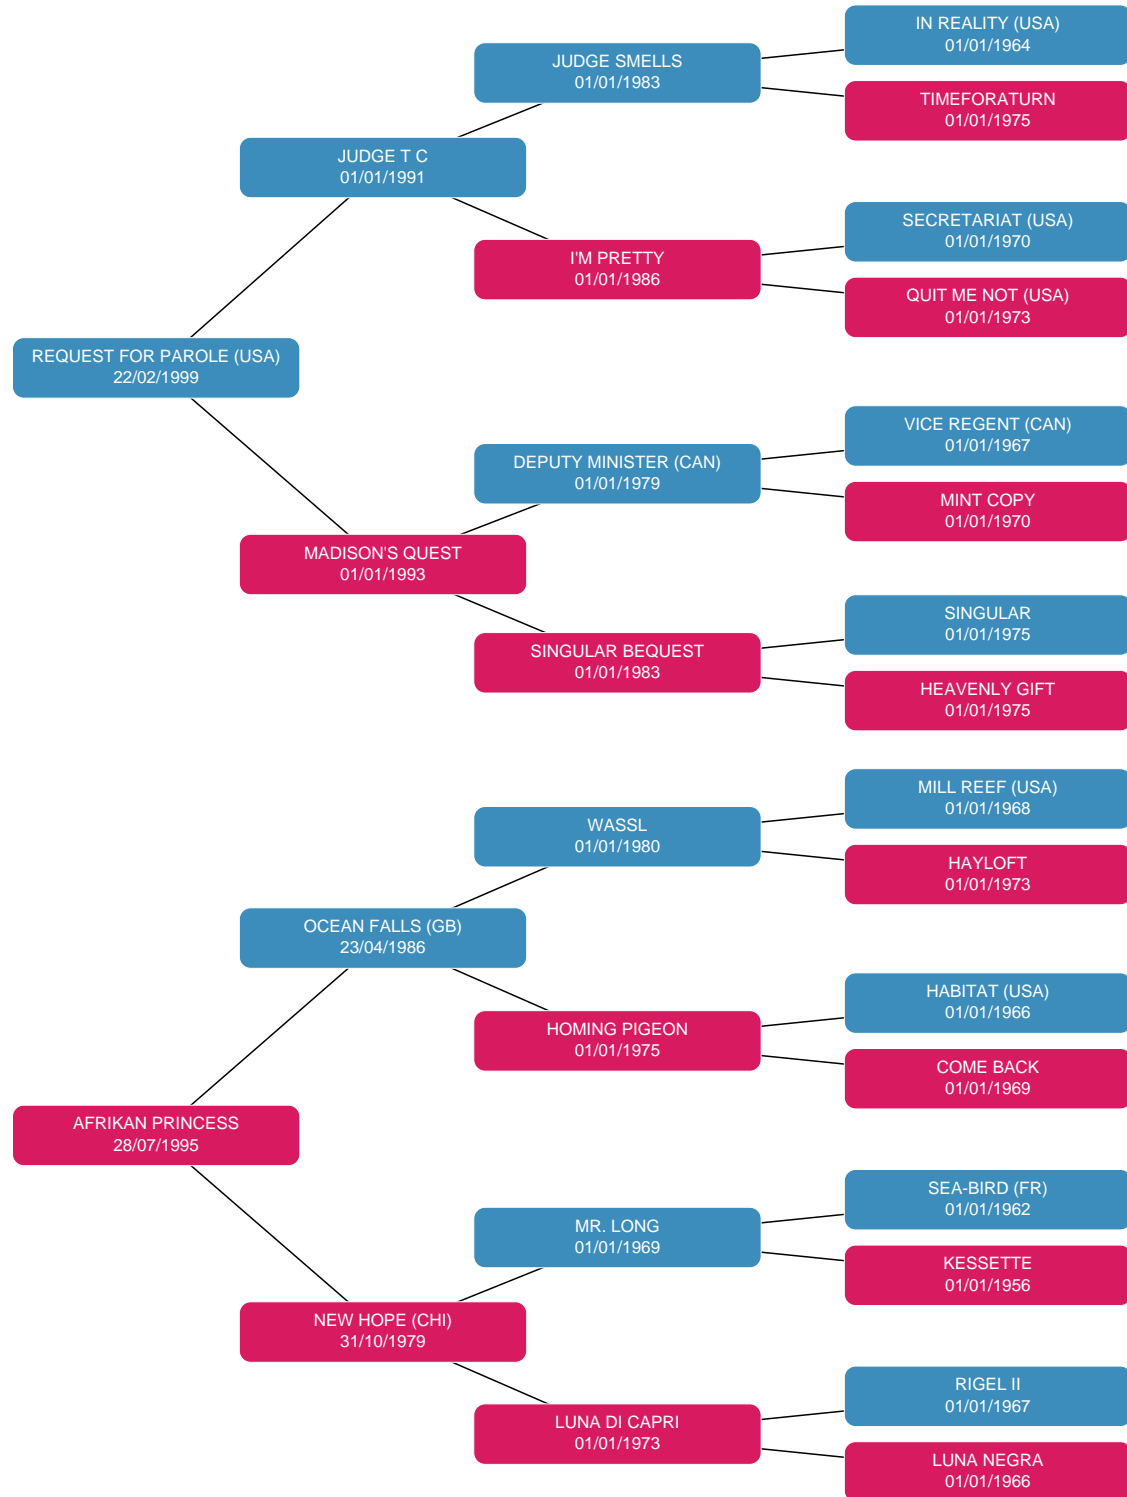 IN REALITY (USA)
01/01/1964
JUDGE SMELLS
01/01/1983
TIMEFORATURN
01/01/1975
JUDGE T C
01/01/1991
SECRETARIAT (USA)
01/01/1970
I'M PRETTY
01/01/1986
QUIT ME NOT (USA)
01/01/1973
REQUEST FOR PAROLE (USA)
22/02/1999
VICE REGENT (CAN)
01/01/1967
DEPUTY MINISTER (CAN)
01/01/1979
MINT COPY
01/01/1970
MADISON'S QUEST
01/01/1993
SINGULAR
01/01/1975
SINGULAR BEQUEST
01/01/1983
HEAVENLY GIFT
01/01/1975
MILL REEF (USA)
01/01/1968
WASSL
01/01/1980
HAYLOFT
01/01/1973
OCEAN FALLS (GB)
23/04/1986
HABITAT (USA)
01/01/1966
HOMING PIGEON
01/01/1975
COME BACK
01/01/1969
AFRIKAN PRINCESS
28/07/1995
SEA-BIRD (FR)
01/01/1962
MR. LONG
01/01/1969
KESSETTE
01/01/1956
NEW HOPE (CHI)
31/10/1979
RIGEL II
01/01/1967
LUNA DI CAPRI
01/01/1973
LUNA NEGRA
01/01/1966